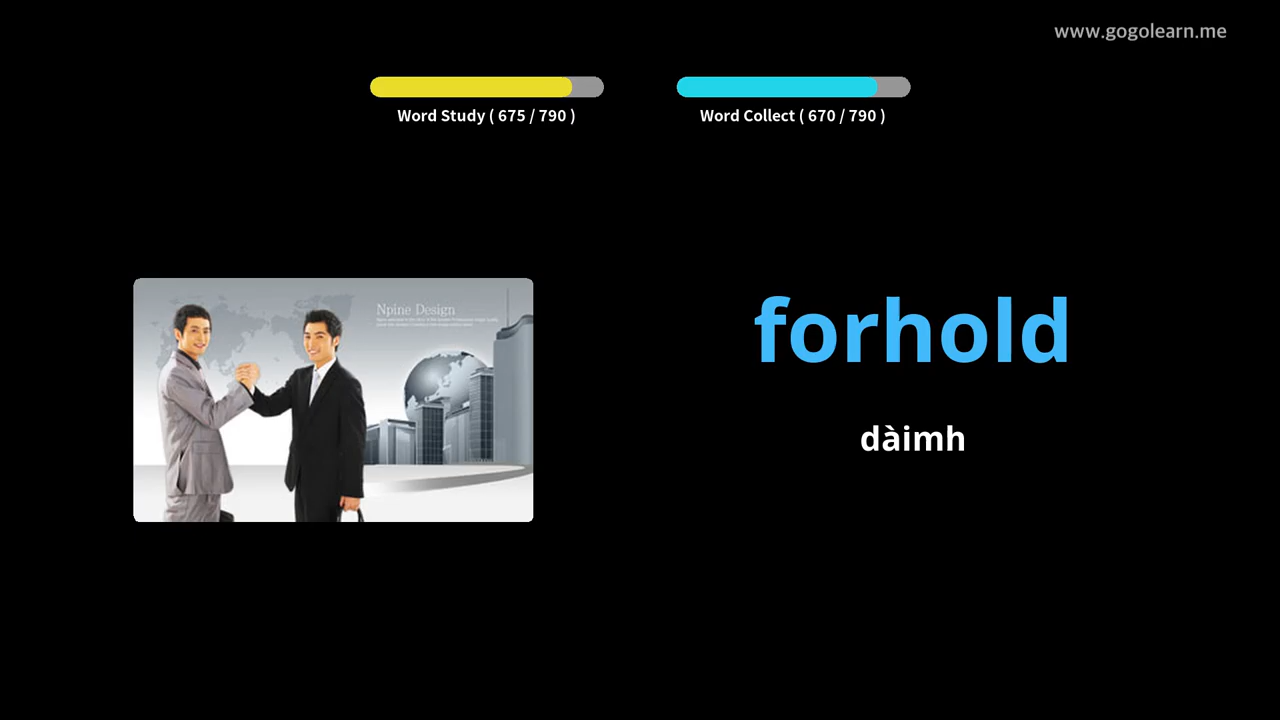 www.gogolearn.me
Word Study ( 675 / 790 )
Word Collect ( 670 / 790 )
Npine Design
forhold
dàimh